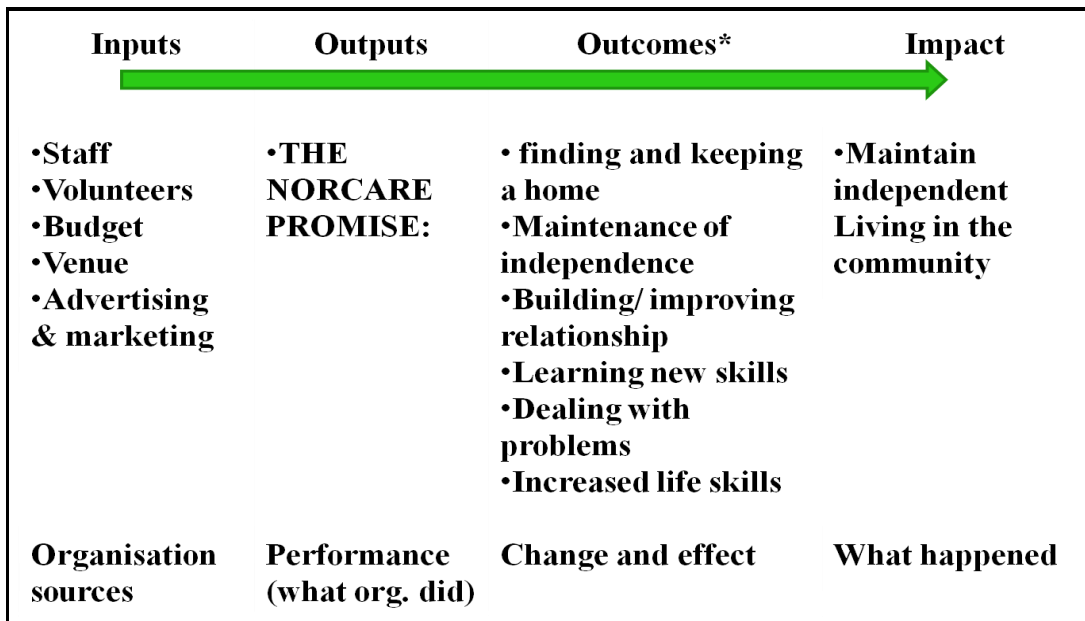 Inputs
Outputs
Outcomes*
Impact
•Staff
•Volunteers
•Budget
•Venue
•Advertising
& marketing
•THE
NORCARE
PROMISE:
• finding and keeping
a home
•Maintenance of
independence
•Building/ improving
relationship
•Learning new skills
•Dealing with
problems
•Increased life skills
•Maintain
independent
Living in the
community
Organisation
sources
Performance
(what org. did)
Change and effect
What happened